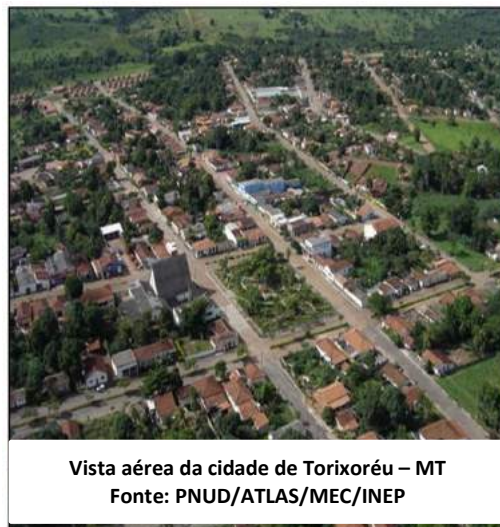 Vista aérea da cidade de Torixoréu – MT
Fonte: PNUD/ATLAS/MEC/INEP